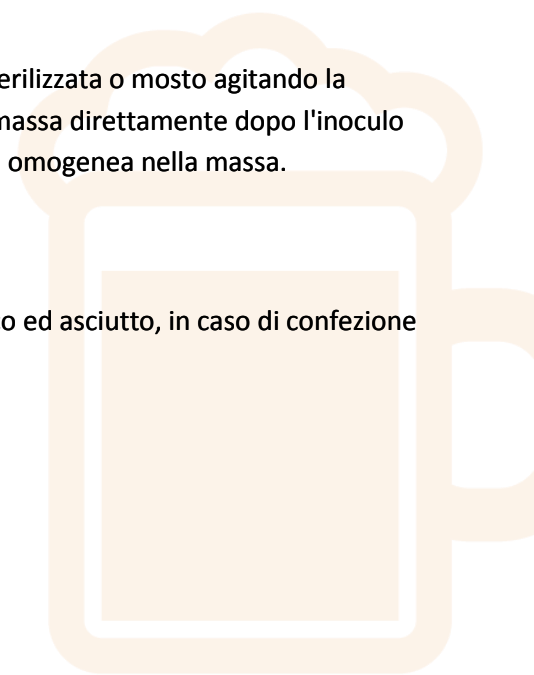 erilizzata o mosto agitando la
massa direttamente dopo l'inoculo
omogenea nella massa.
o ed asciutto, in caso di confezione